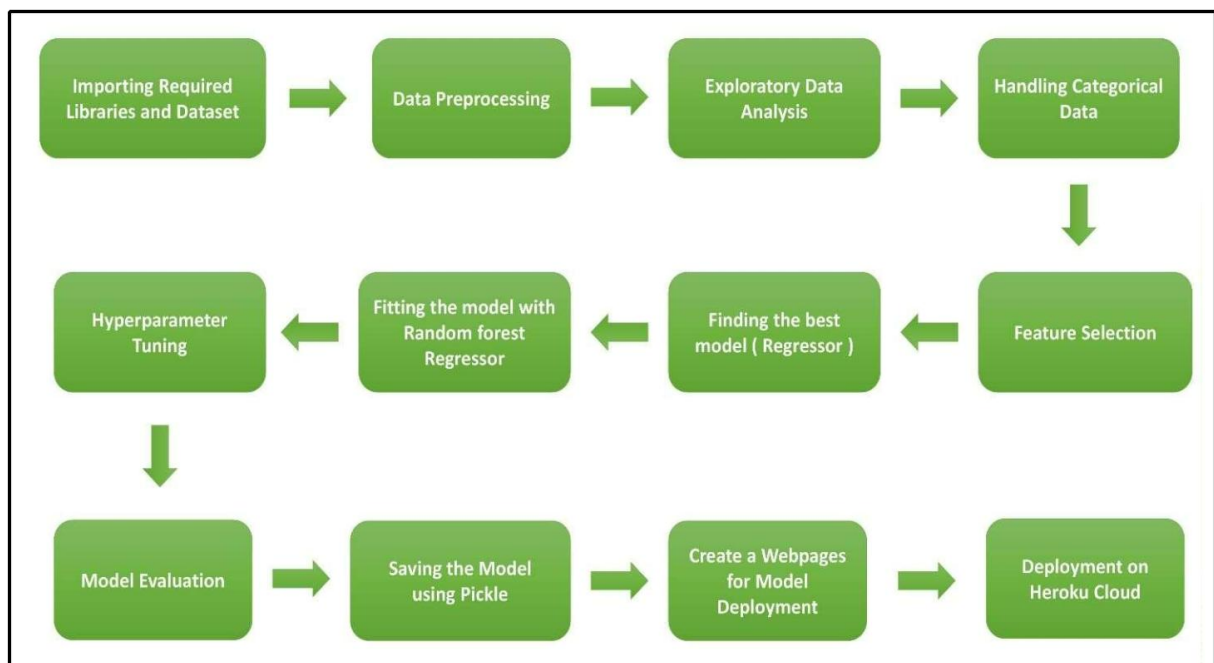 Importing Required
Libraries and Dataset
Data Preprocessing
Exploratory Data
Analysis
Handling Categorical
Data
Feature Selection
Finding the best
model ( Regressor )
Fitting the model with
Random forest
Regressor
Hyperparameter
Tuning
Model Evaluation
Saving the Model
using Pickle
Create a Webpages
for Model
Deployment
Deployment on
Heroku Cloud